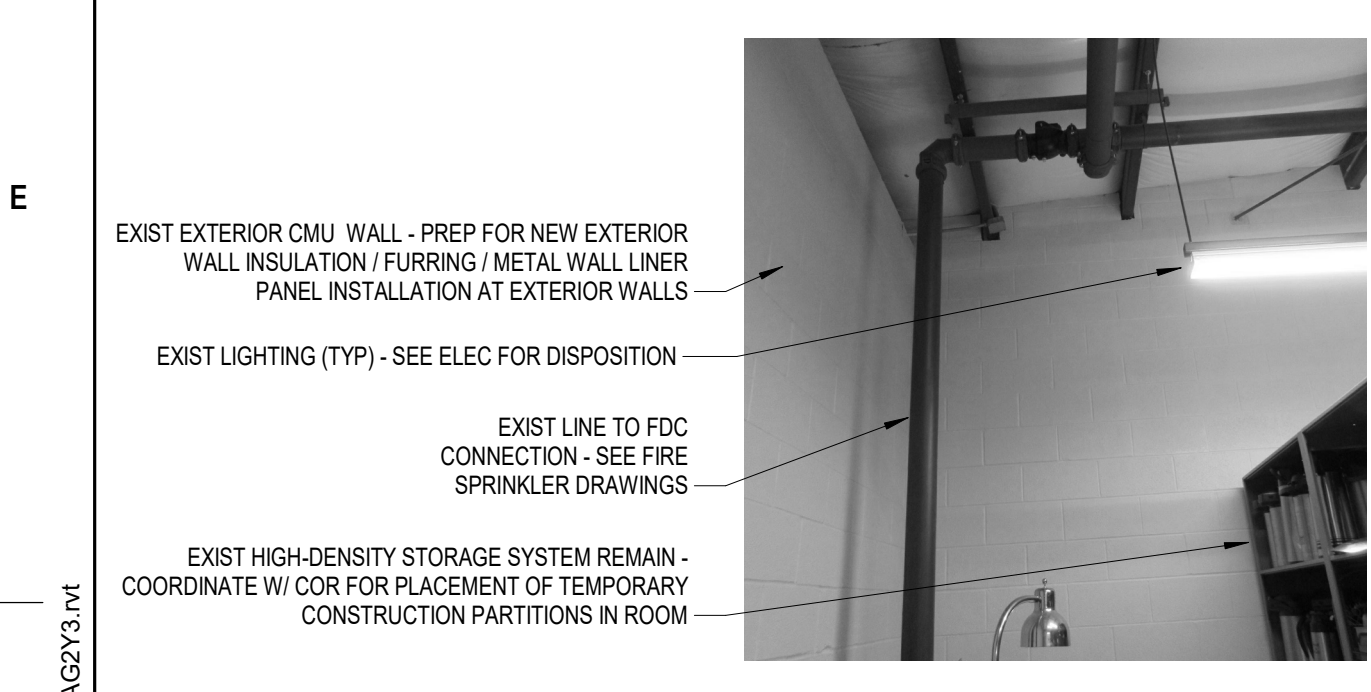 E
EXIST EXTERIOR CMU WALL - PREP FOR NEW EXTERIOR
WALL INSULATION / FURRING / METAL WALL LINER
PANEL INSTALLATION AT EXTERIOR WALLS
EXIST LIGHTING (TYP) - SEE ELEC FOR DISPOSITION
EXIST LINE TO FDC
CONNECTION - SEE FIRE
SPRINKLER DRAWINGS
EXIST HIGH-DENSITY STORAGE SYSTEM REMAIN -
COORDINATE W/ COR FOR PLACEMENT OF TEMPORARY
CONSTRUCTION PARTITIONS IN ROOM
AG2Y3.rvt